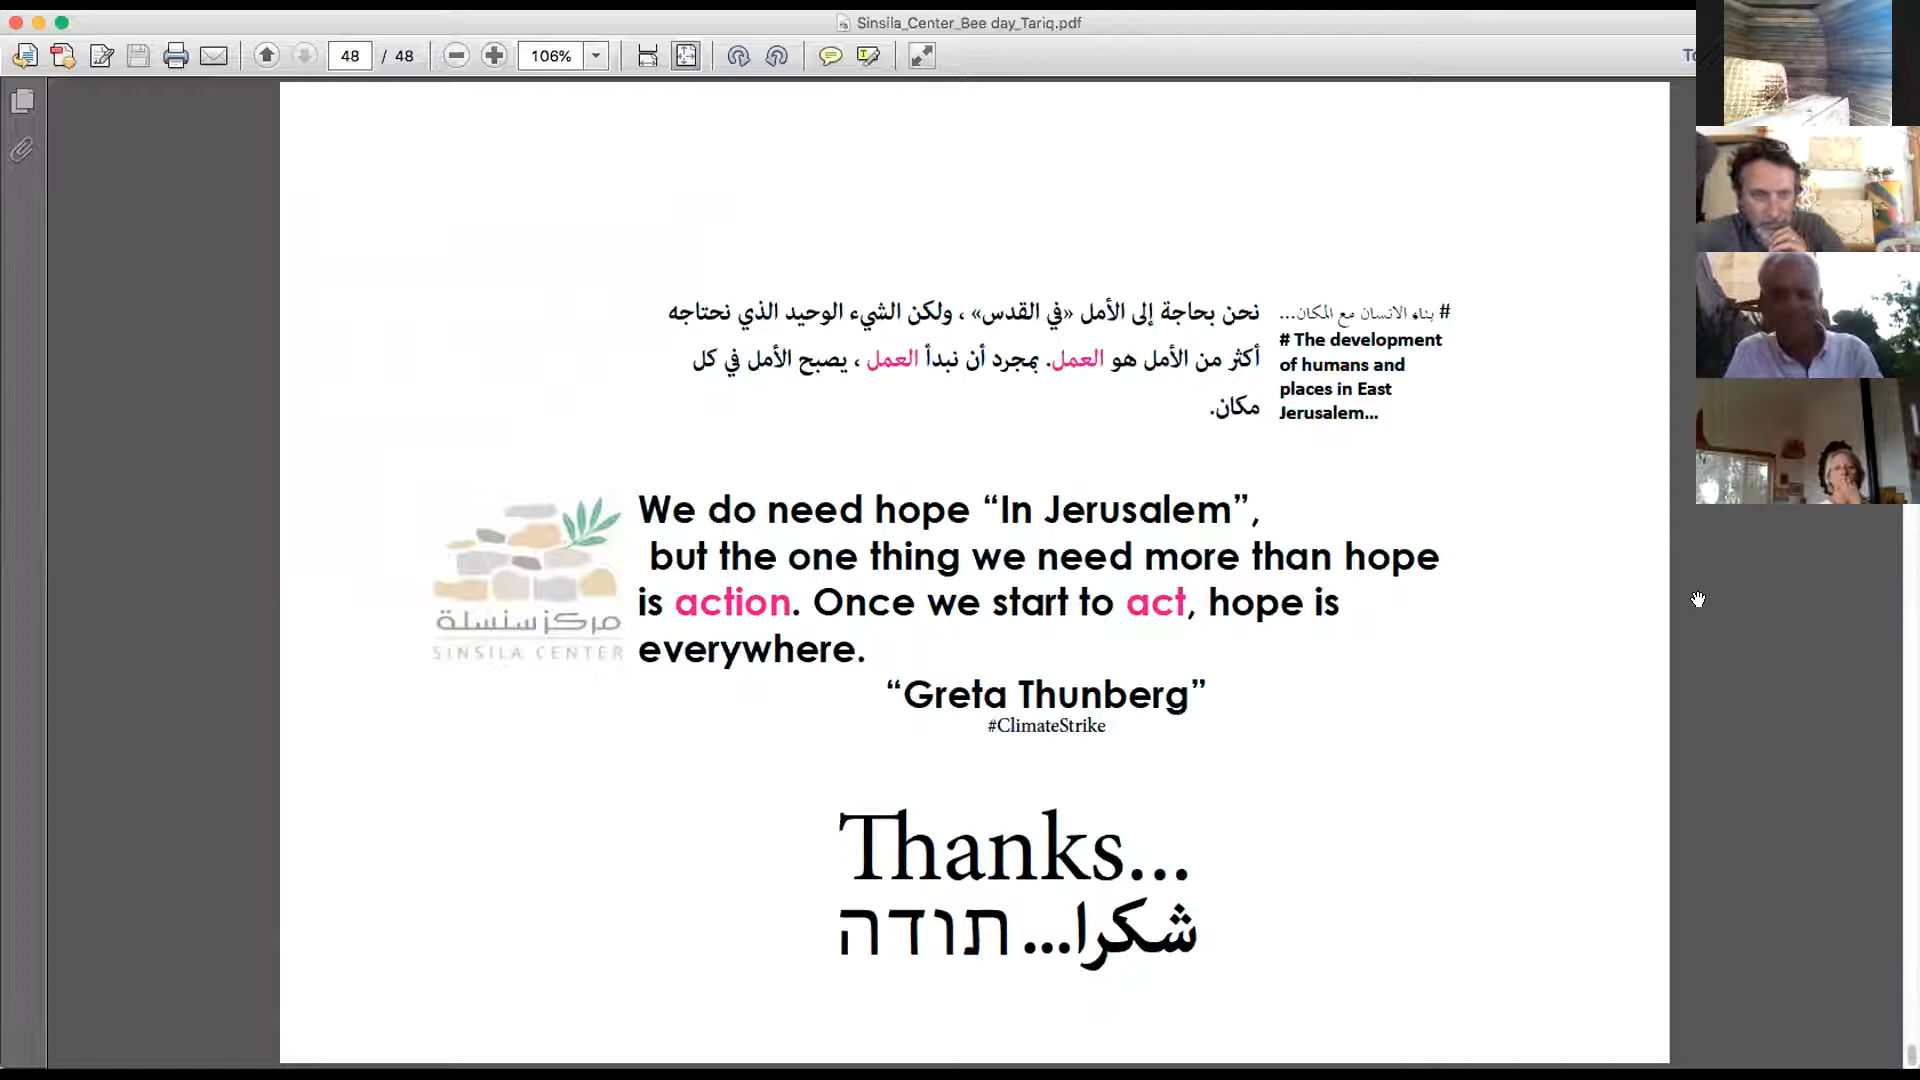 Sinsila_Center_Bee day_Tariq.pdf
48 / 48
106%
نحن بحاجة إلى الأمل «في القدس» ، ولكن الشيء الوحيد الذي نحتاجه
أكثر من الأمل هو العمل. بمجرد أن نبدأ العمل ، يصبح الأمل في كل
مكان.
# بناء الانسان مع المكان...
# The development
of humans and
places in East
Jerusalem...
مركز سنسلة
SINSILA CENTER
We do need hope “In Jerusalem”,
but the one thing we need more than hope
is action. Once we start to act, hope is
everywhere.
“Greta Thunberg”
#ClimateStrike
Thanks...
شكرا... תודה